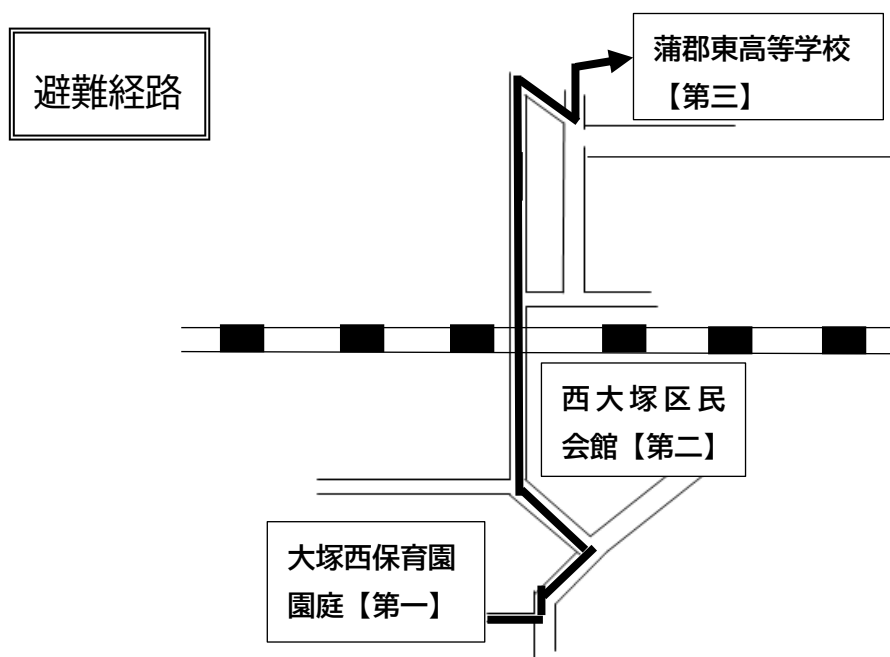 避難経路
蒲郡東高等学校
【第三】
西大塚区民
会館【第二】
大塚西保育園
園庭【第一】